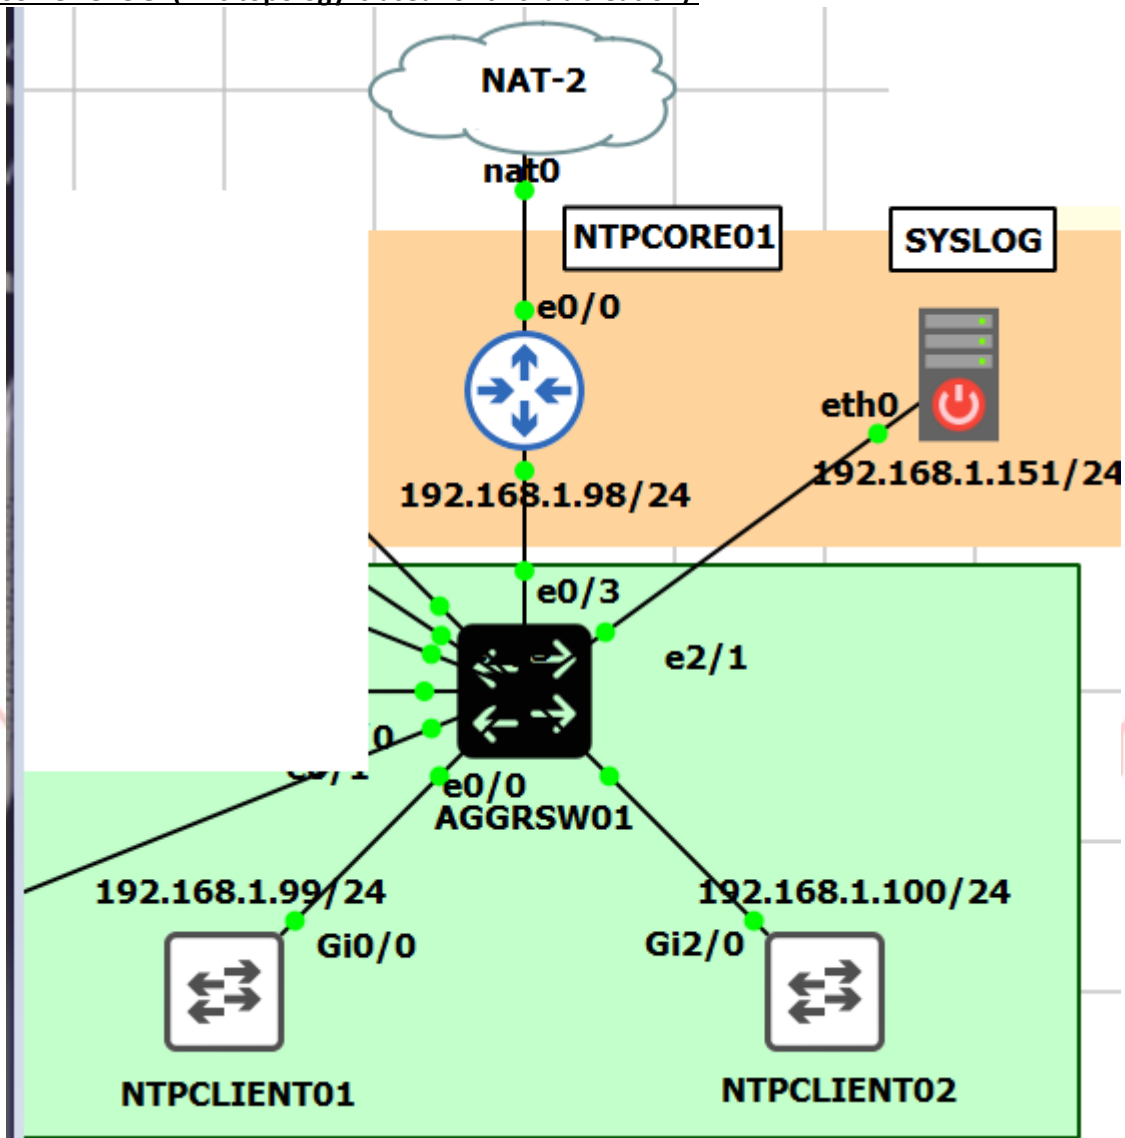 NAT-2
nat0
NTPCORE01
SYSLOG
e0/0
eth0
192.168.1.151/24
192.168.1.98/24
e0/3
e2/1
e0/0
AGGRSW01
192.168.1.99/24
192.168.1.100/24
Gi0/0
Gi2/0
NTPCLIENT01
NTPCLIENT02